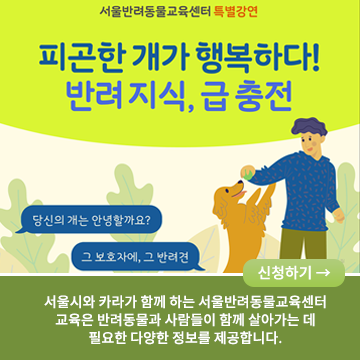 서울반려동물교육센터 특별강연
피곤한 개가 행복하다!
반려 지식, 급 충전
당신의 개는 안녕할까요?
그 보호자에, 그 반려견
신청하기 →
서울시와 카라가 함께 하는 서울반려동물교육센터
교육은 반려동물과 사람들이 함께 살아가는 데
필요한 다양한 정보를 제공합니다.